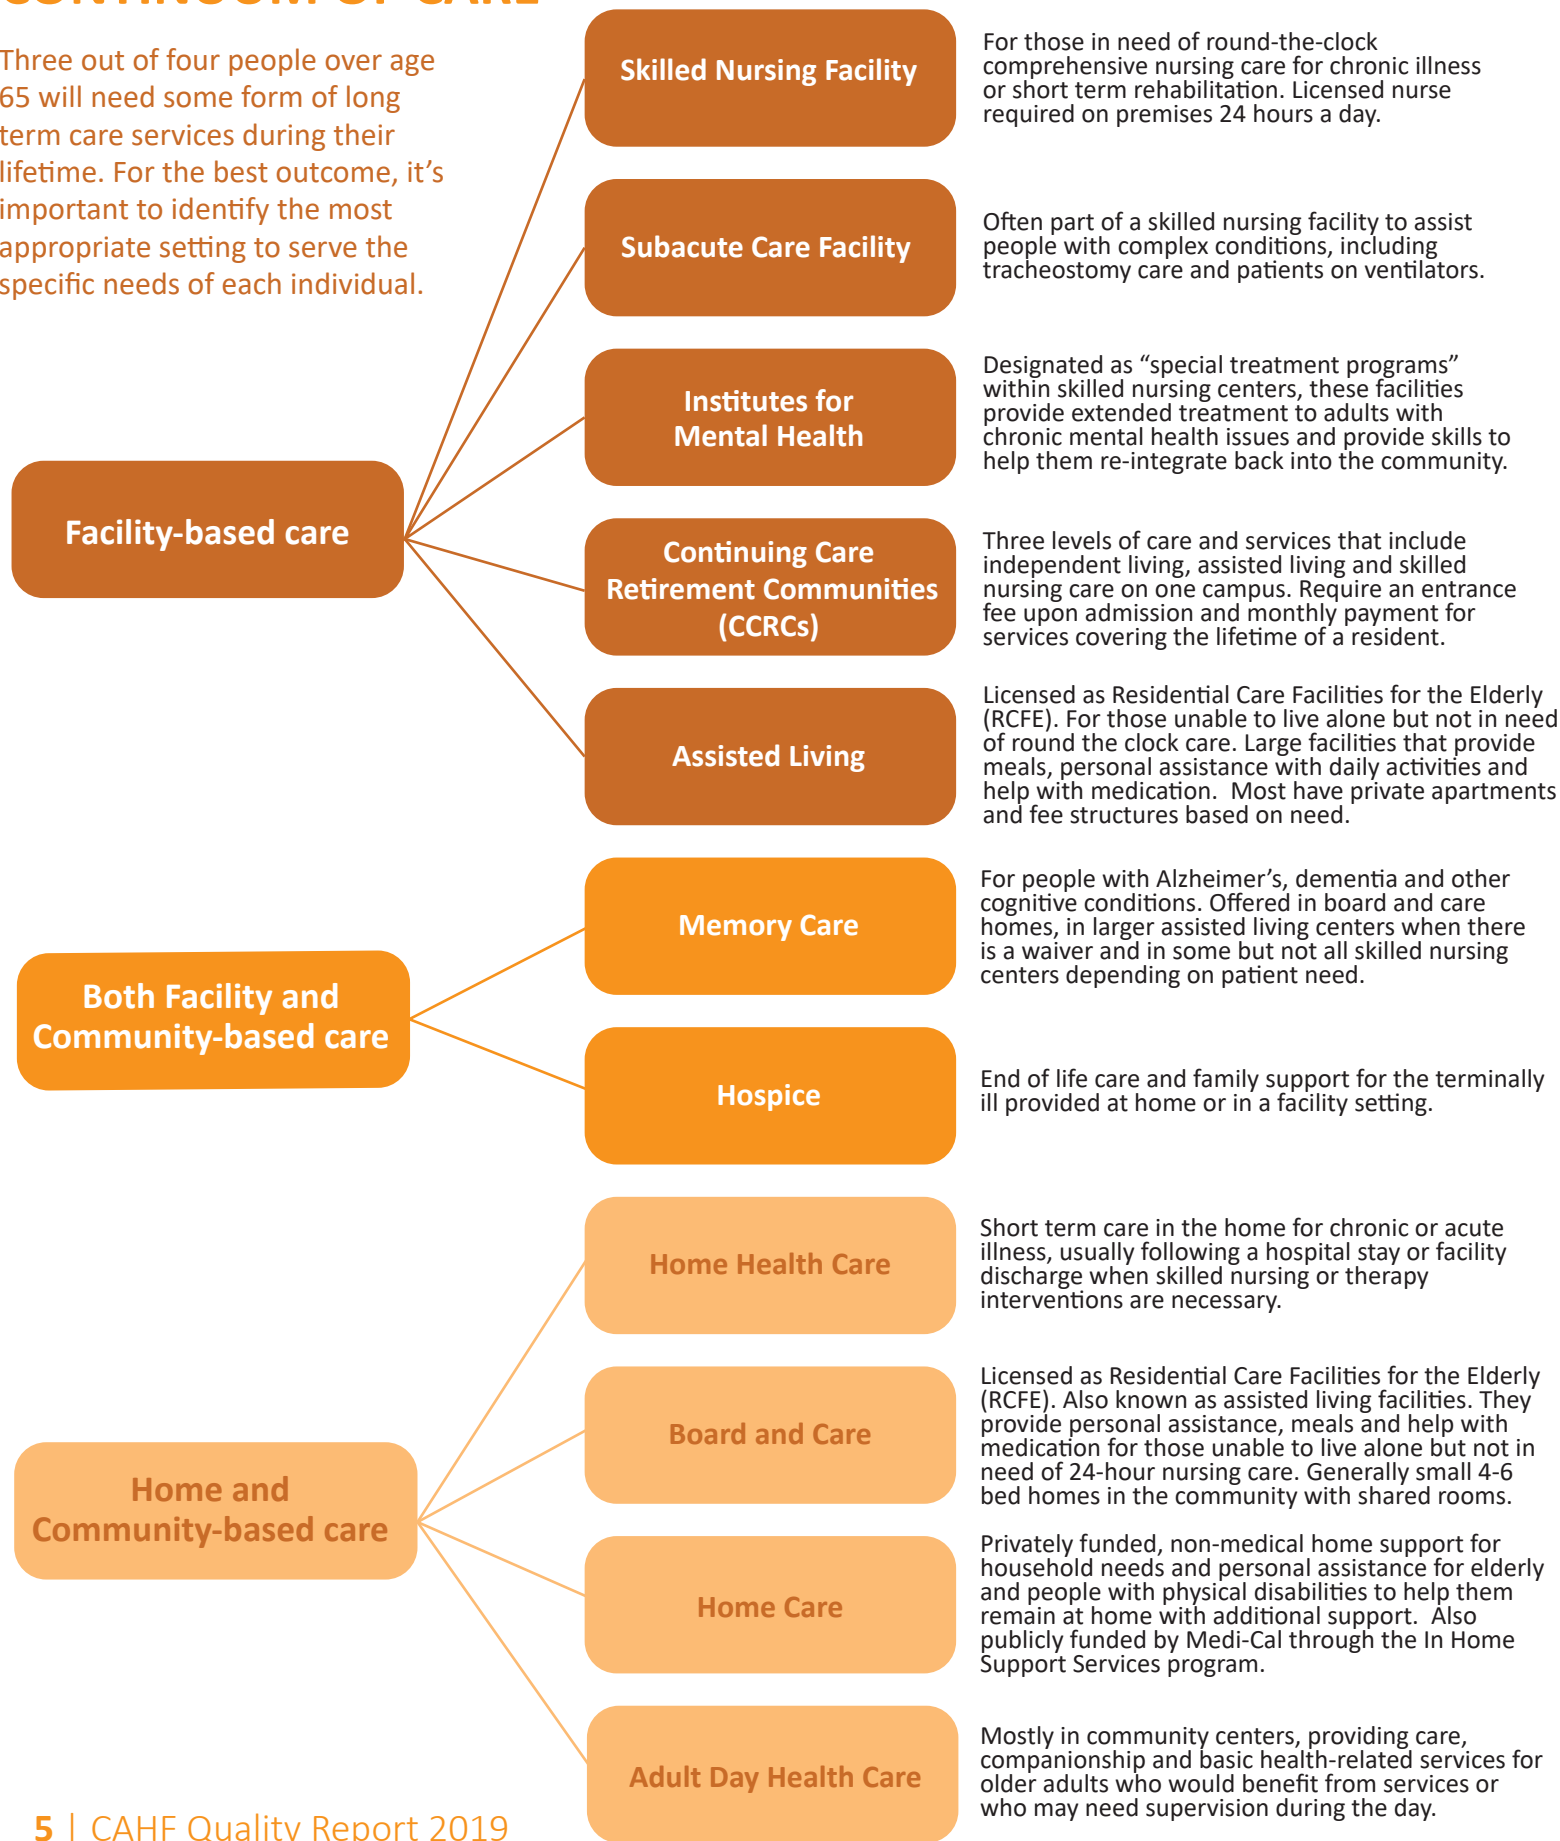 CONTINUUM OF CARE
Three out of four people over age
65 will need some form of long
term care services during their
lifetime. For the best outcome, it’s
important to identify the most
appropriate setting to serve the
specific needs of each individual.
Facility-based care
Skilled Nursing Facility
For those in need of round-the-clock
comprehensive nursing care for chronic illness
or short term rehabilitation. Licensed nurse
required on premises 24 hours a day.
Subacute Care Facility
Often part of a skilled nursing facility to assist
people with complex conditions, including
tracheostomy care and patients on ventilators.
Institutes for
Mental Health
Designated as “special treatment programs”
within skilled nursing centers, these facilities
provide extended treatment to adults with
chronic mental health issues and provide skills to
help them re-integrate back into the community.
Continuing Care
Retirement Communities
(CCRCs)
Three levels of care and services that include
independent living, assisted living and skilled
nursing care on one campus. Require an entrance
fee upon admission and monthly payment for
services covering the lifetime of a resident.
Assisted Living
Licensed as Residential Care Facilities for the Elderly
(RCFE). For those unable to live alone but not in need
of round the clock care. Large facilities that provide
meals, personal assistance with daily activities and
help with medication.  Most have private apartments
and fee structures based on need.
Both Facility and
Community-based care
Memory Care
For people with Alzheimer’s, dementia and other
cognitive conditions. Offered in board and care
homes, in larger assisted living centers when there
is a waiver and in some but not all skilled nursing
centers depending on patient need.
Hospice
End of life care and family support for the terminally
ill provided at home or in a facility setting.
Home and
Community-based care
Home Health Care
Short term care in the home for chronic or acute
illness, usually following a hospital stay or facility
discharge when skilled nursing or therapy
interventions are necessary.
Board and Care
Licensed as Residential Care Facilities for the Elderly
(RCFE). Also known as assisted living facilities. They
provide personal assistance, meals and help with
medication for those unable to live alone but not in
need of 24-hour nursing care. Generally small 4-6
bed homes in the community with shared rooms.
Home Care
Privately funded, non-medical home support for
household needs and personal assistance for elderly
and people with physical disabilities to help them
remain at home with additional support.  Also
publicly funded by Medi-Cal through the In Home
Support Services program.
Adult Day Health Care
Mostly in community centers, providing care,
companionship and basic health-related services for
older adults who would benefit from services or
who may need supervision during the day.
5 | CAHF Quality Report 2019